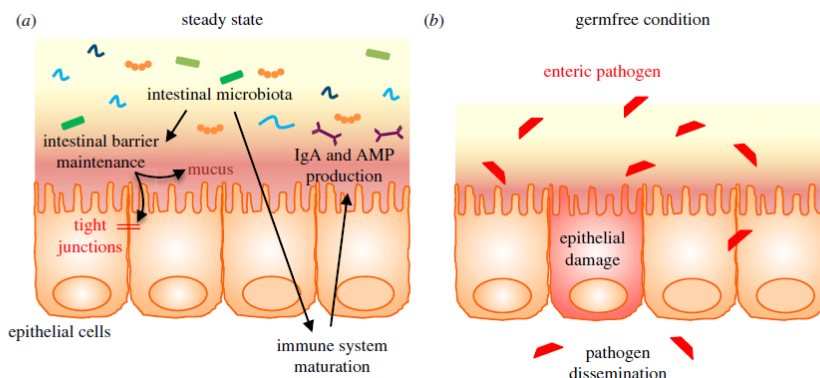 (a) steady state
intestinal microbiota
intestinal barrier
maintenance
mucus
IgA and AMP
production
tight
junctions
epithelial cells
immune system
maturation
(b) germfree condition
enteric pathogen
epithelial
damage
pathogen
dissemination